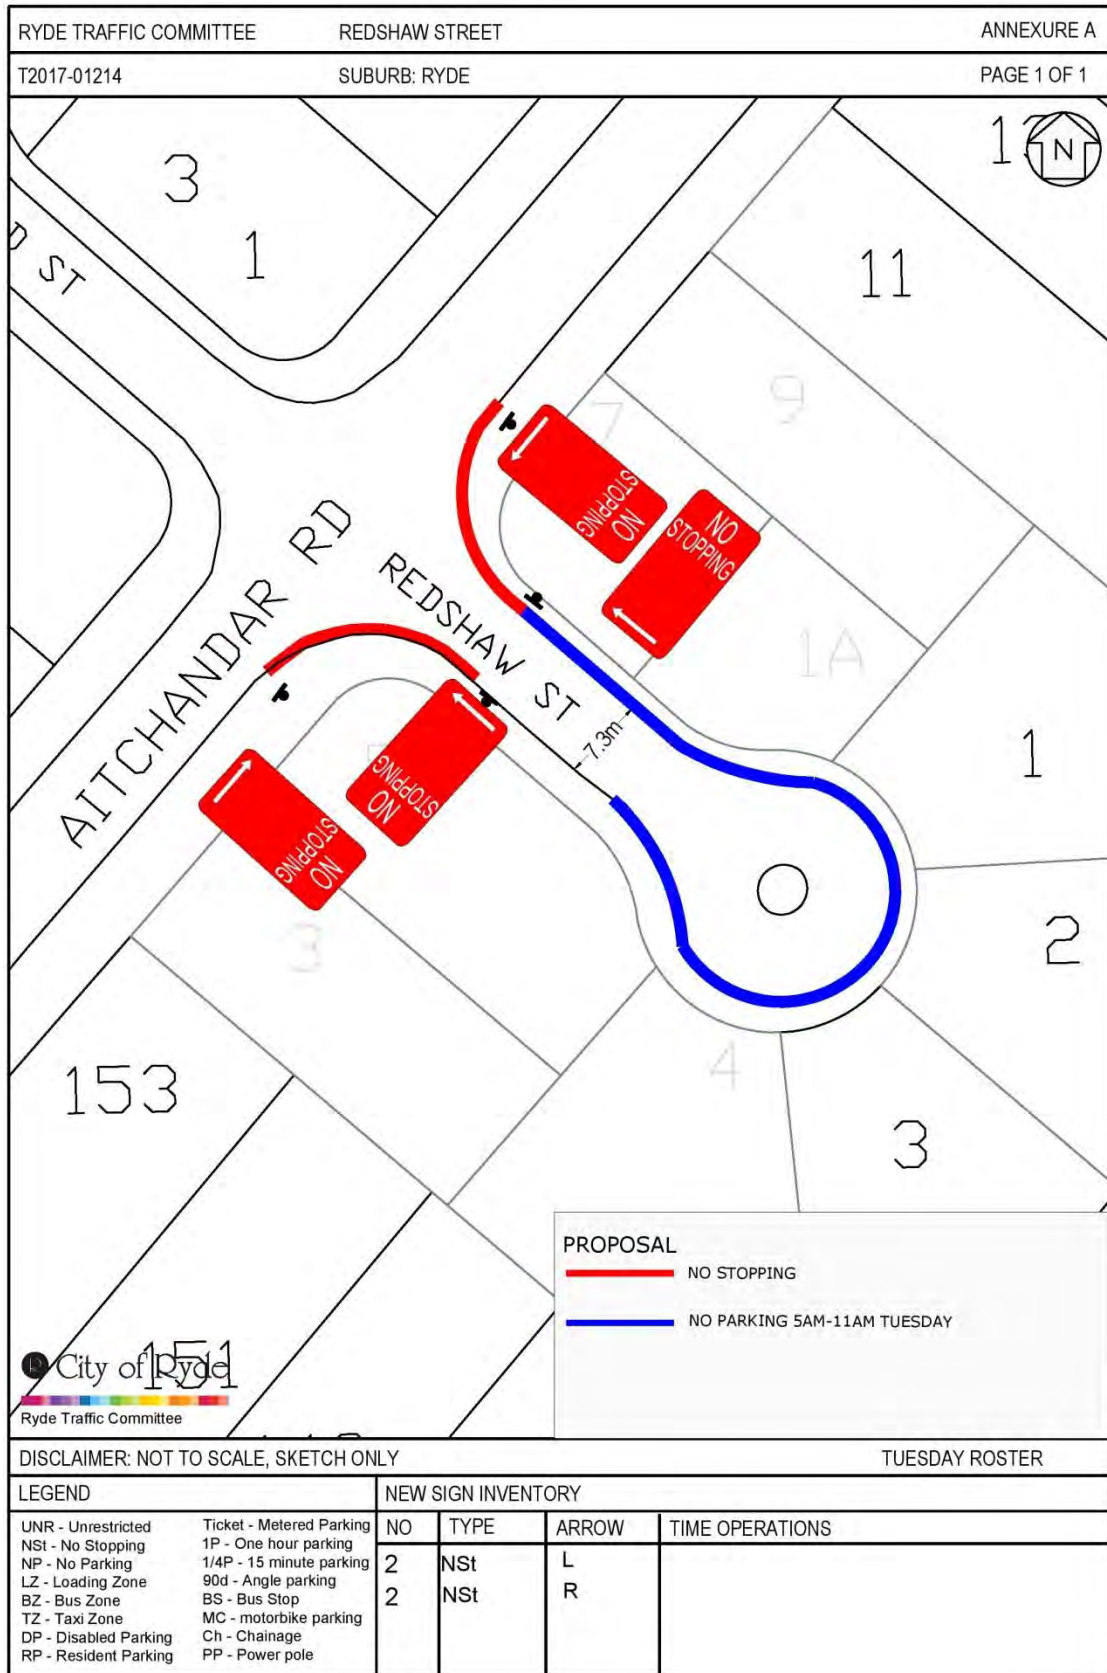 RYDE TRAFFIC COMMITTEE REDSHAW STREET ANNEXURE A
T2017-01214 SUBURB: RYDE PAGE 1 OF 1
N
3
1
11
D ST
9
7
NO
STOPPING
NO
STOPPING
AITCHANDAR RD
REDSHAW ST
1A
7.3m
1
NO
STOPPING
NO
STOPPING
3
2
4
153
3
PROPOSAL
NO STOPPING
NO PARKING 5AM-11AM TUESDAY
151
City of Ryde
Ryde Traffic Committee
DISCLAIMER: NOT TO SCALE, SKETCH ONLY TUESDAY ROSTER
LEGEND
UNR - Unrestricted
NSt - No Stopping
NP - No Parking
LZ - Loading Zone
BZ - Bus Zone
TZ - Taxi Zone
DP - Disabled Parking
RP - Resident Parking
Ticket - Metered Parking
1P - One hour parking
1/4P - 15 minute parking
90d - Angle parking
BS - Bus Stop
MC - motorbike parking
Ch - Chainage
PP - Power pole
NEW SIGN INVENTORY
NO TYPE ARROW TIME OPERATIONS
2 NSt L
2 NSt R